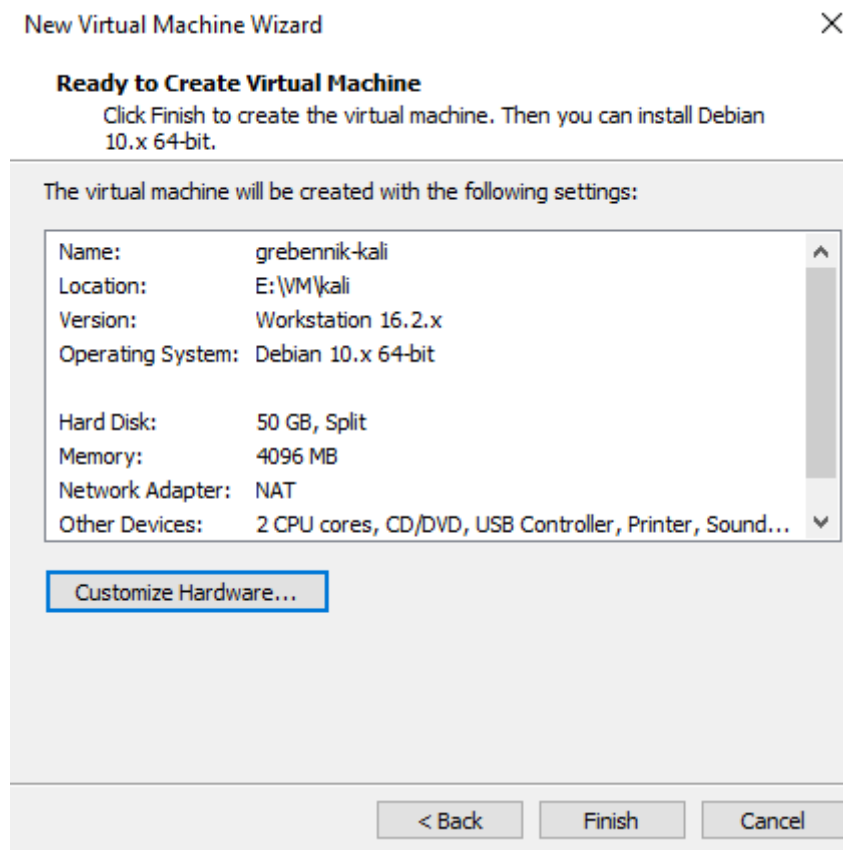 New Virtual Machine Wizard
Ready to Create Virtual Machine
Click Finish to create the virtual machine. Then you can install Debian
10.x 64-bit.
The virtual machine will be created with the following settings:
Name: grebennik-kali
Location: E:\VM\kali
Version: Workstation 16.2.x
Operating System: Debian 10.x 64-bit
Hard Disk: 50 GB, Split
Memory: 4096 MB
Network Adapter: NAT
Other Devices: 2 CPU cores, CD/DVD, USB Controller, Printer, Sound...
Customize Hardware...
< Back Finish Cancel